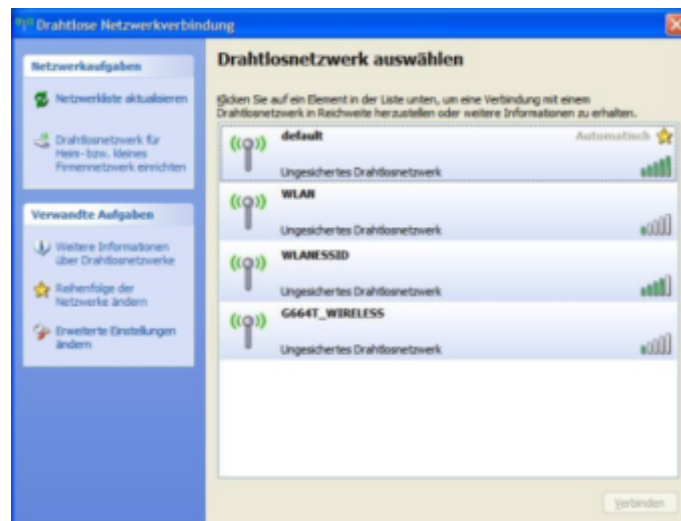 Drahtlose Netzwerkverbindung
Netzwerkaufgaben
Netzwerkliste aktualisieren
Drahtlosnetzwerk für
Heim- bzw. kleines
Firmennetzwerk einrichten
Verwandte Aufgaben
Weitere Informationen
über Drahtlosnetzwerke
Reihenfolge der
Netzwerke ändern
Erweiterte Einstellungen
ändern
Drahtlosnetzwerk auswählen
Klicken Sie auf ein Element in der Liste unten, um eine Verbindung mit einem
Drahtlosnetzwerk in Reichweite herzustellen oder weitere Informationen zu erhalten.
default Automatisch
Ungesichertes Drahtlosnetzwerk
WLAN
Ungesichertes Drahtlosnetzwerk
WLANESSID
Ungesichertes Drahtlosnetzwerk
G664T_WIRELESS
Ungesichertes Drahtlosnetzwerk
Verbinden